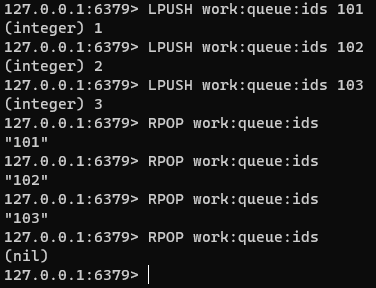 127.0.0.1:6379> LPUSH work:queue:ids 101
(integer) 1
127.0.0.1:6379> LPUSH work:queue:ids 102
(integer) 2
127.0.0.1:6379> LPUSH work:queue:ids 103
(integer) 3
127.0.0.1:6379> RPOP work:queue:ids
"101"
127.0.0.1:6379> RPOP work:queue:ids
"102"
127.0.0.1:6379> RPOP work:queue:ids
"103"
127.0.0.1:6379> RPOP work:queue:ids
(nil)
127.0.0.1:6379>